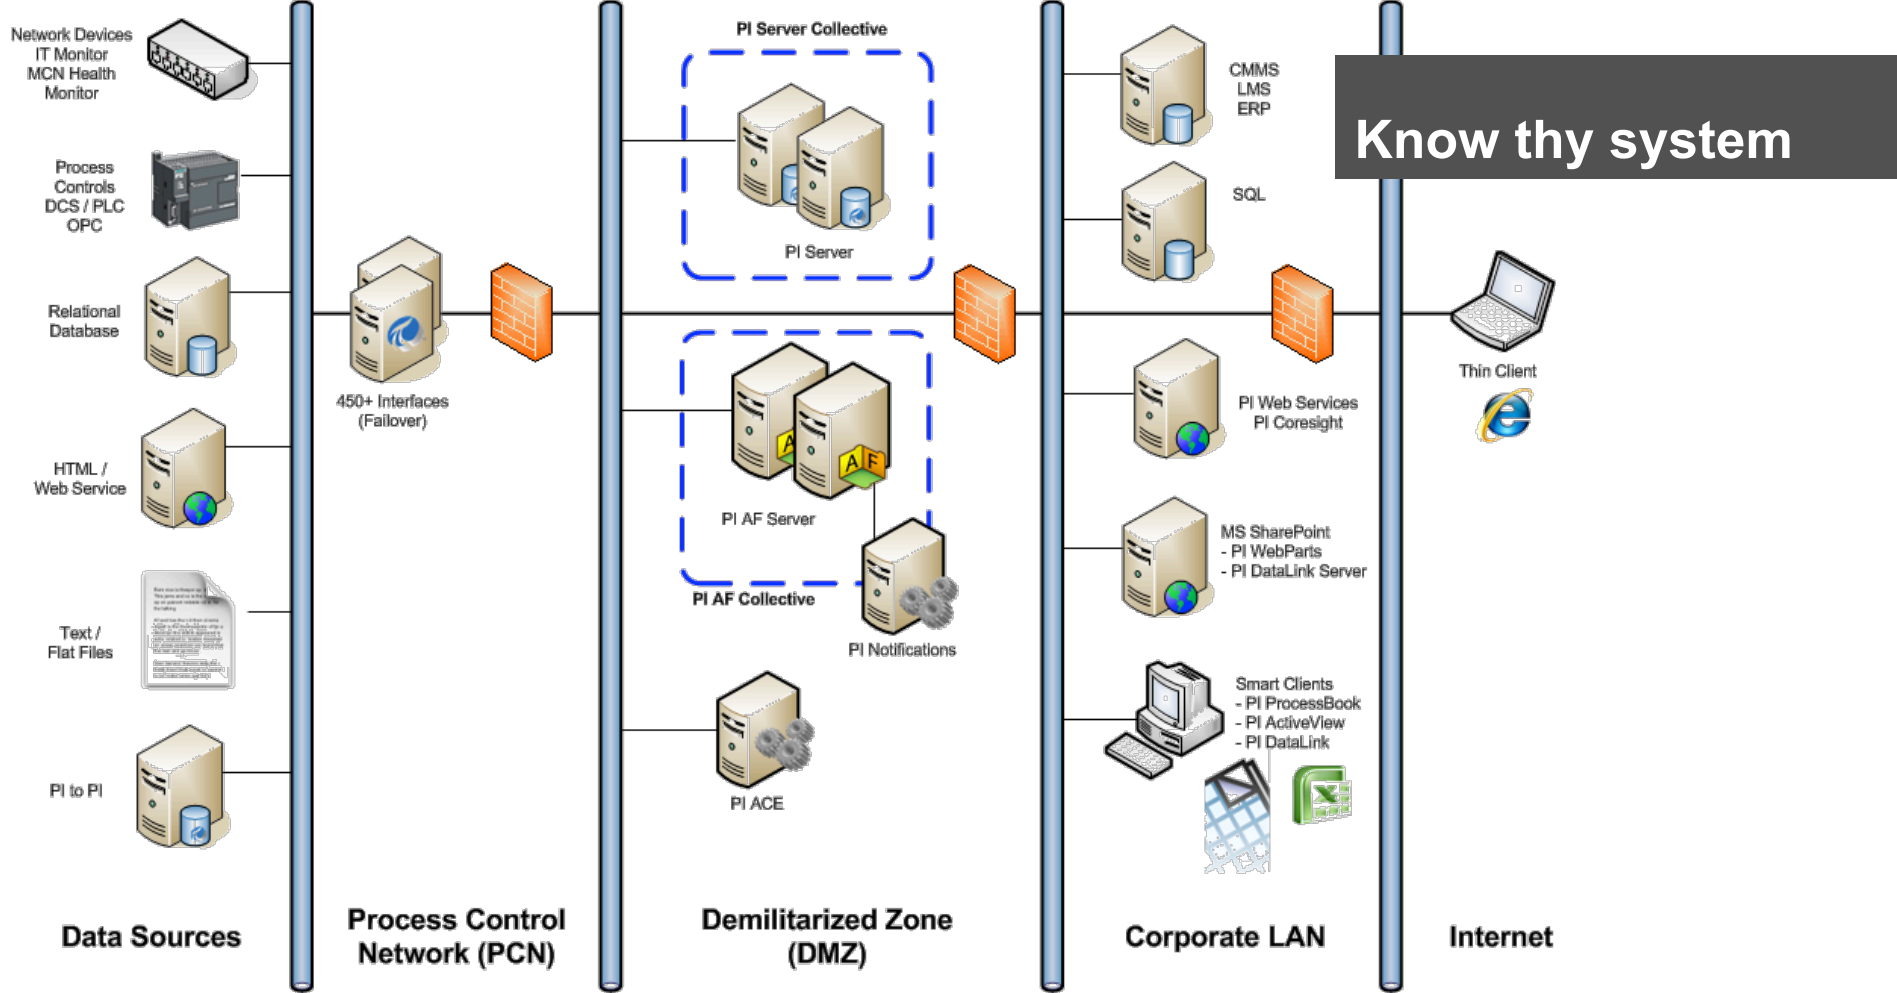 Know thy system
Network Devices
IT Monitor
MCN Health
Monitor
Process
Controls
DCS / PLC
OPC
Relational
Database
HTML /
Web Service
Text /
Flat Files
PI to PI
Data Sources
450+ Interfaces
(Failover)
Process Control
Network (PCN)
PI Server Collective
PI Server
A
A F
PI AF Server
PI AF Collective
PI Notifications
PI ACE
Demilitarized Zone
(DMZ)
CMMS
LMS
ERP
SQL
PI Web Services
PI Coresight
MS SharePoint
- PI WebParts
- PI DataLink Server
Smart Clients
- PI ProcessBook
- PI ActiveView
- PI DataLink
Corporate LAN
Thin Client
Internet